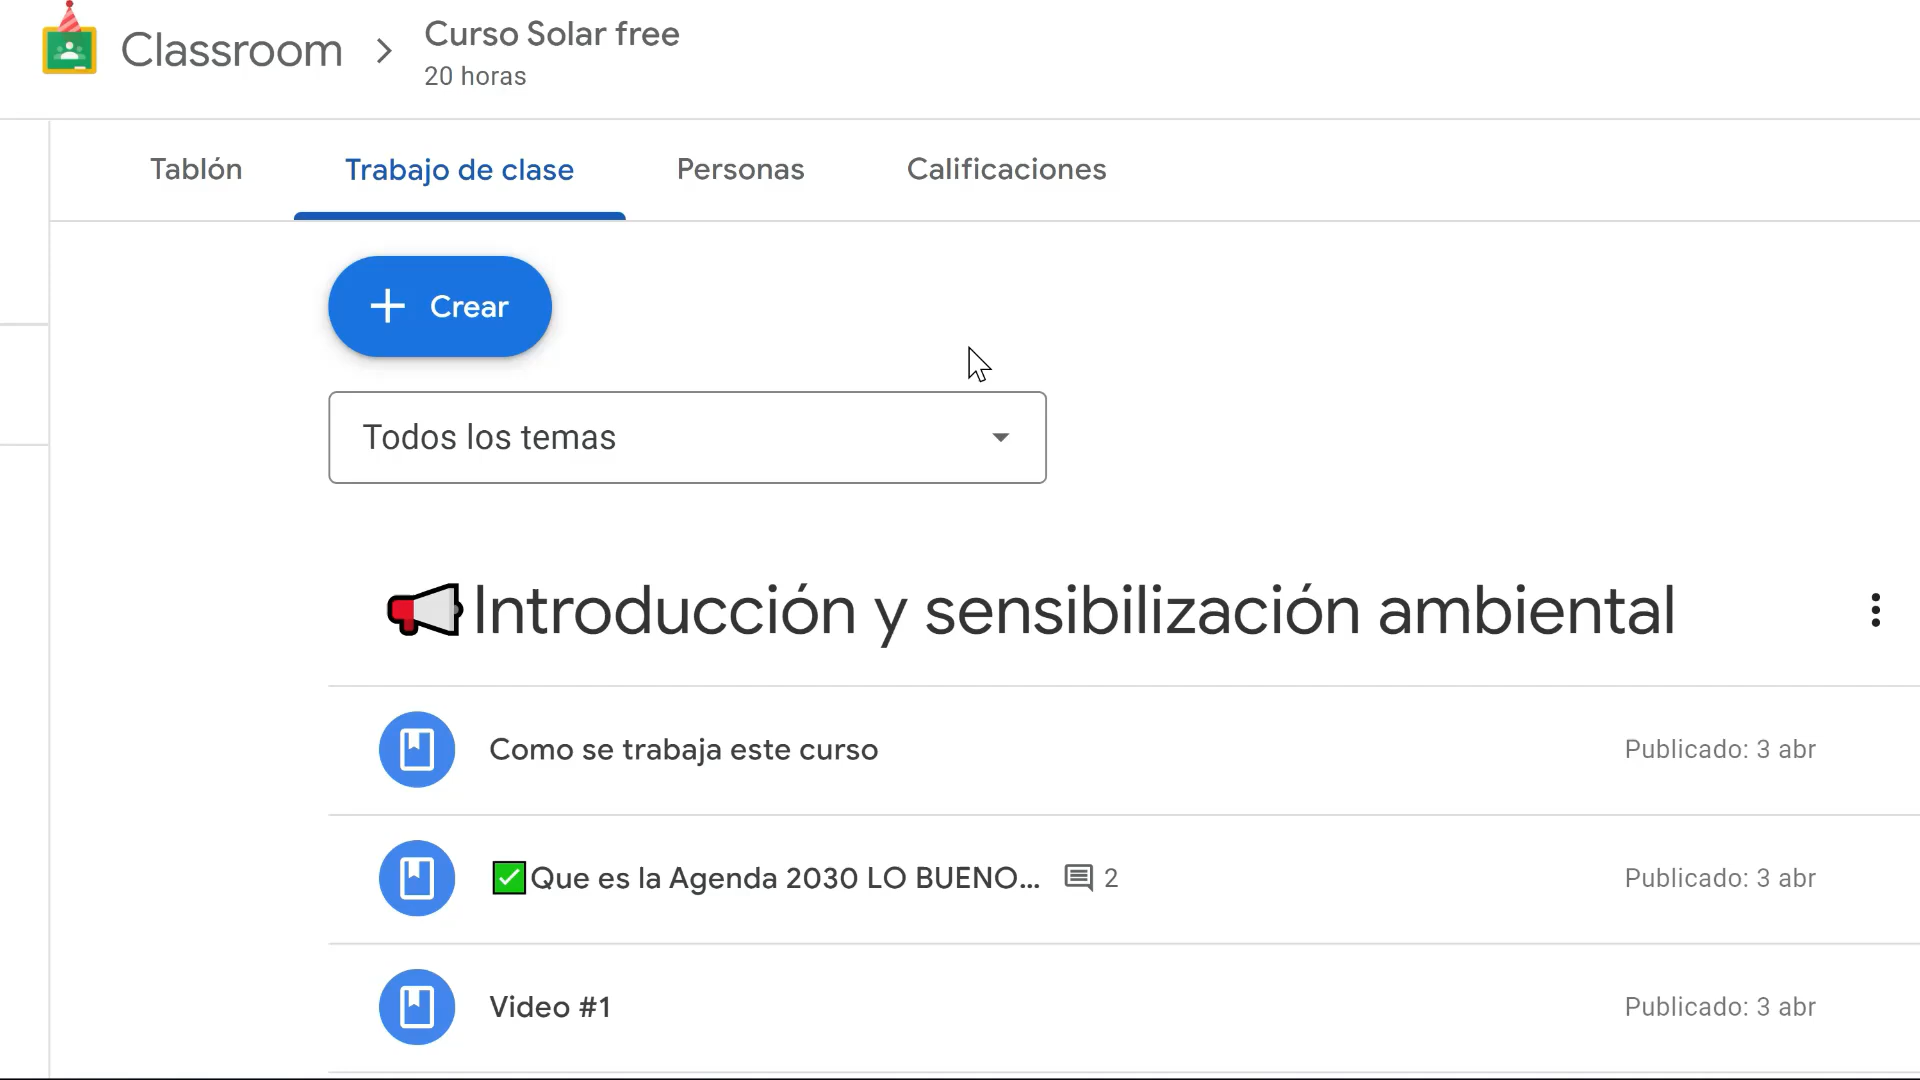 Classroom
Curso Solar free
20 horas
Tablón
Trabajo de clase
Personas
Calificaciones
Crear
Todos los temas
Introducción y sensibilización ambiental
Como se trabaja este curso
Publicado: 3 abr
✅Que es la Agenda 2030 LO BUENO...
2
Publicado: 3 abr
Video #1
Publicado: 3 abr